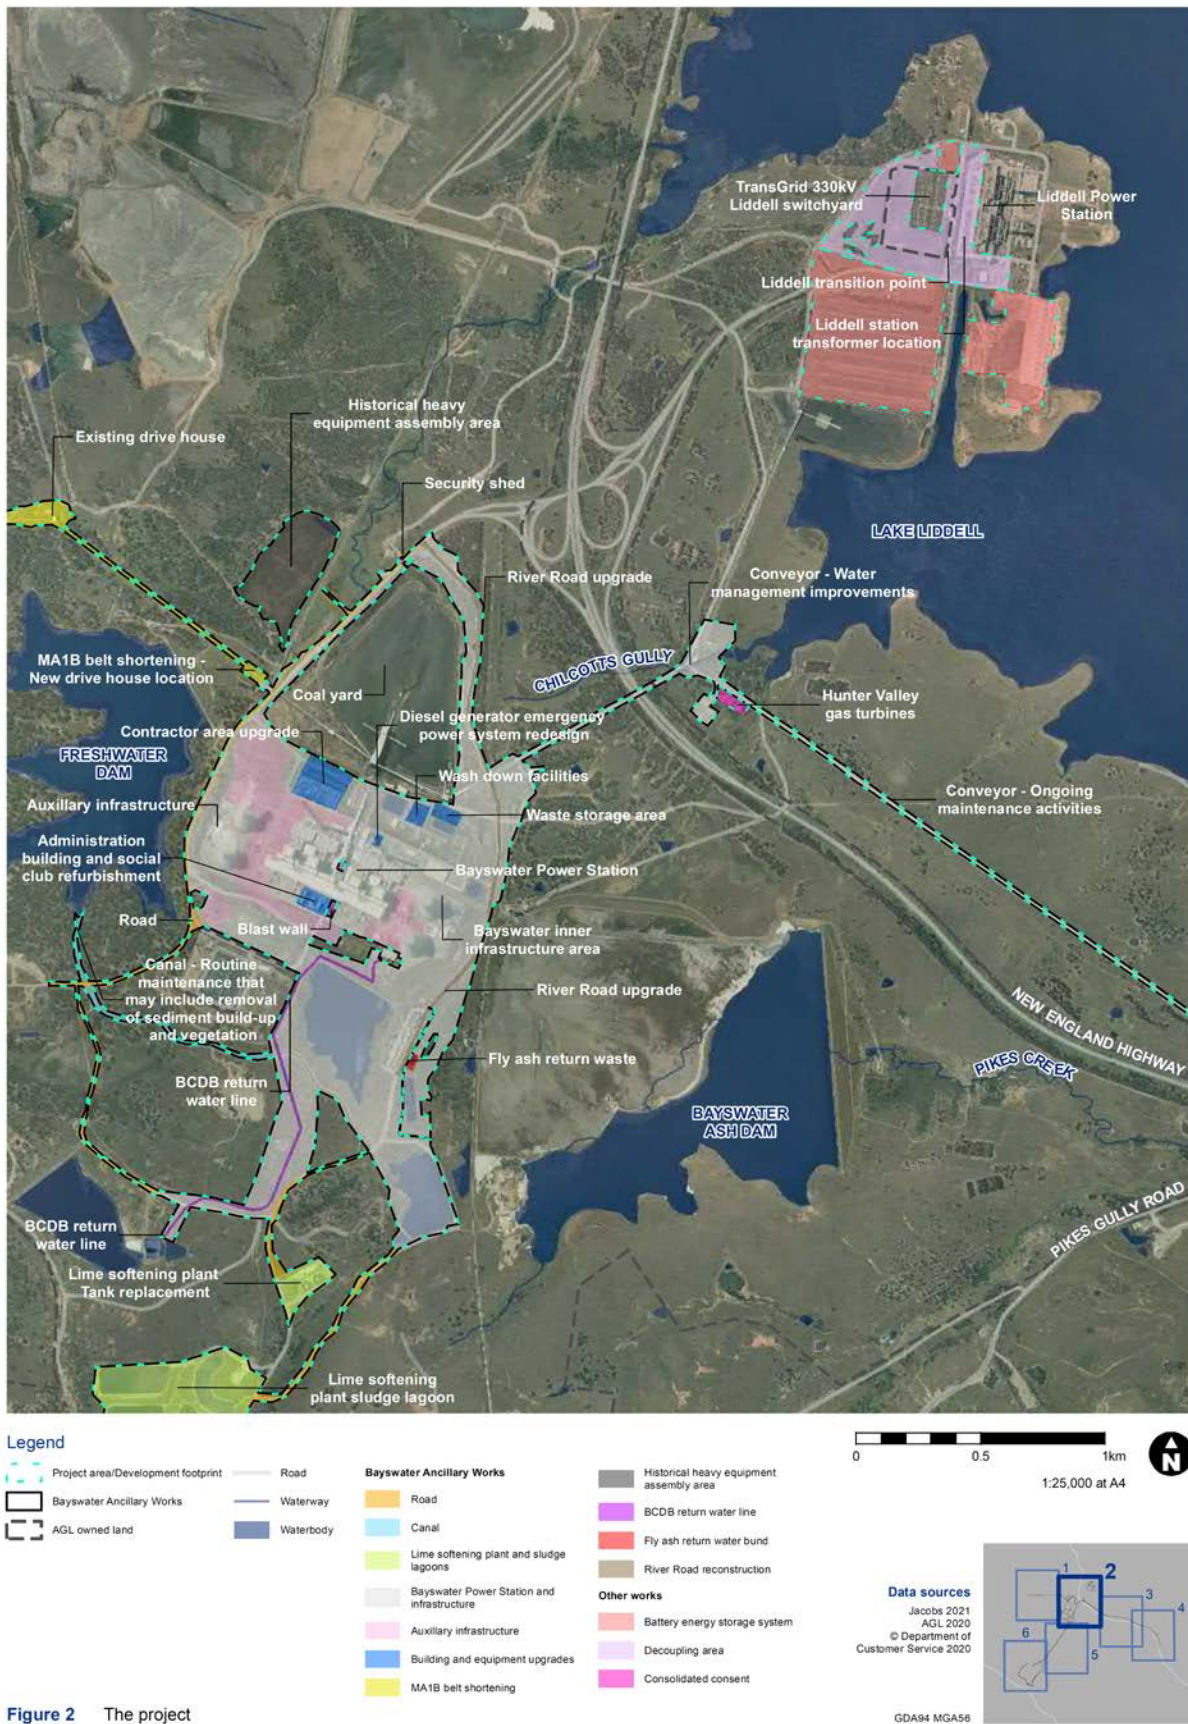 TransGrid 330kV
Liddell switchyard
Liddell Power
Station
Liddell transition point
Liddell station
transformer location
Historical heavy
equipment assembly area
Existing drive house
Security shed
LAKE LIDDELL
River Road upgrade
Conveyor - Water
management improvements
CHILCOTTS GULLY
MA1B belt shortening -
New drive house location
Coal yard
Hunter Valley
gas turbines
Diesel generator emergency
power system redesign
Contractor area upgrade
FRESHWATER
DAM
Wash down facilities
Auxillary infrastructure
Conveyor - Ongoing
maintenance activities
Waste storage area
Administration
building and social
club refurbishment
Bayswater Power Station
Road
Blast wall
Bayswater inner
infrastructure area
Canal - Routine
maintenance that
may include removal
of sediment build-up
and vegetation
River Road upgrade
NEW ENGLAND HIGHWAY
Fly ash return waste
PIKES CREEK
BCDB return
water line
BAYSWATER
ASH DAM
PIKES GULLY ROAD
BCDB return
water line
Lime softening plant
Tank replacement
Lime softening
plant sludge lagoon
Legend
Project area/Development footprint
Bayswater Ancillary Works
AGL owned land
Road
Waterway
Waterbody
Bayswater Ancillary Works
Road
Canal
Lime softening plant and sludge
lagoons
Bayswater Power Station and
infrastructure
Auxillary infrastructure
Building and equipment upgrades
MA1B belt shortening
Historical heavy equipment
assembly area
BCDB return water line
Fly ash return water bund
River Road reconstruction
Other works
Battery energy storage system
Decoupling area
Consolidated consent
0 0.5 1km
1:25,000 at A4
N
Data sources
Jacobs 2021
AGL 2020
© Department of
Customer Service 2020
1
2
3
4
5
6
GDA94 MGA56
Figure 2 The project